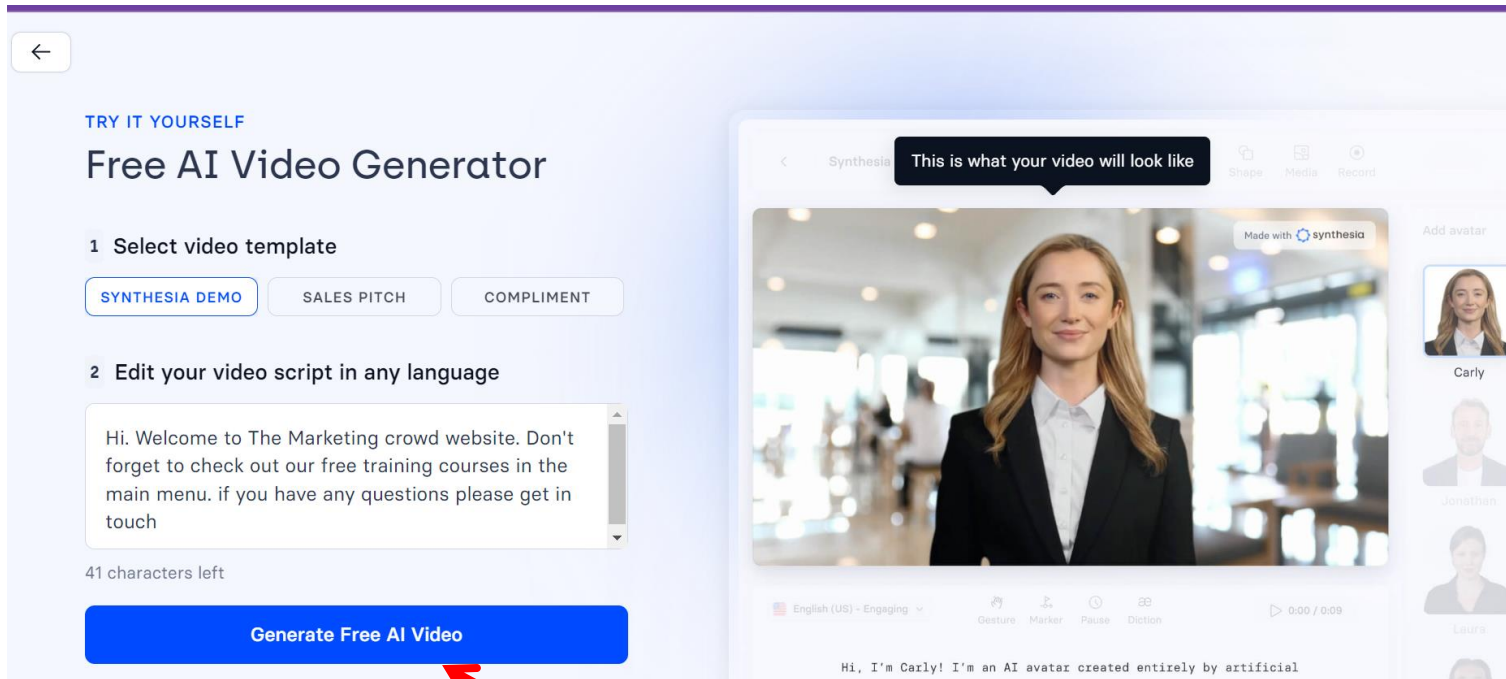 TRY IT YOURSELF
Free AI Video Generator
1 Select video template
SYNTHESIA DEMO
SALES PITCH
COMPLIMENT
2 Edit your video script in any language
Hi. Welcome to The Marketing crowd website. Don't
forget to check out our free training courses in the
main menu. if you have any questions please get in
touch
41 characters left
Generate Free AI Video
Synthesia
This is what your video will look like
Shape
Media
Record
Made with synthesia
Add avatar
Carly
Jonathan
Laura
English (US) - Engaging
Gesture
Marker
Pause
æ
Diction
0:00 / 0:09
Hi, I'm Carly! I'm an AI avatar created entirely by artificial